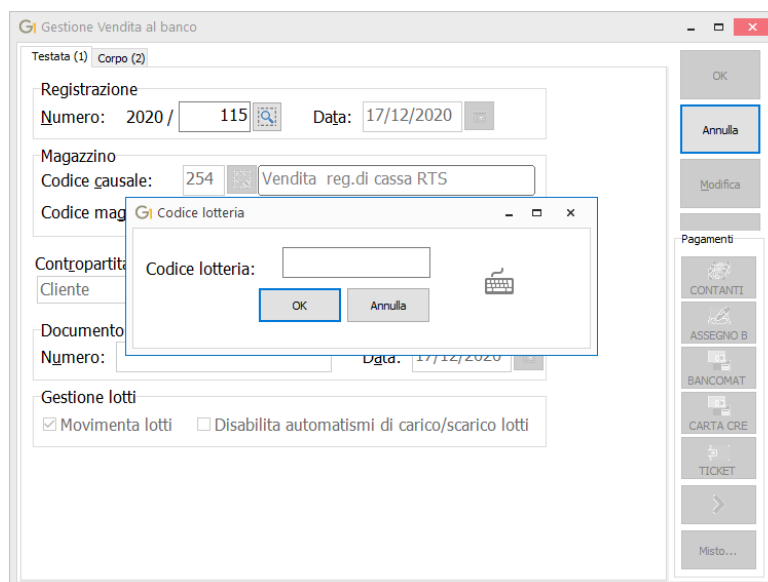 GI Gestione Vendita al banco
Testata (1) Corpo (2)
Registrazione
Numero: 2020 / 115 Data: 17/12/2020
Magazzino
Codice causale: 254 Vendita reg.di cassa RTS
Codice mag
GI Codice lotteria
Codice lotteria:
OK Annulla
Contropartita
Cliente
Documento
Numero: Data: 17/12/2020
Gestione lotti
Movimenta lotti Disabilita automatismi di carico/scarico lotti
OK
Annulla
Modifica
Pagamenti
CONTANTI
ASSEGNO B
BANCOMAT
CARTA CRE
TICKET
Misto...